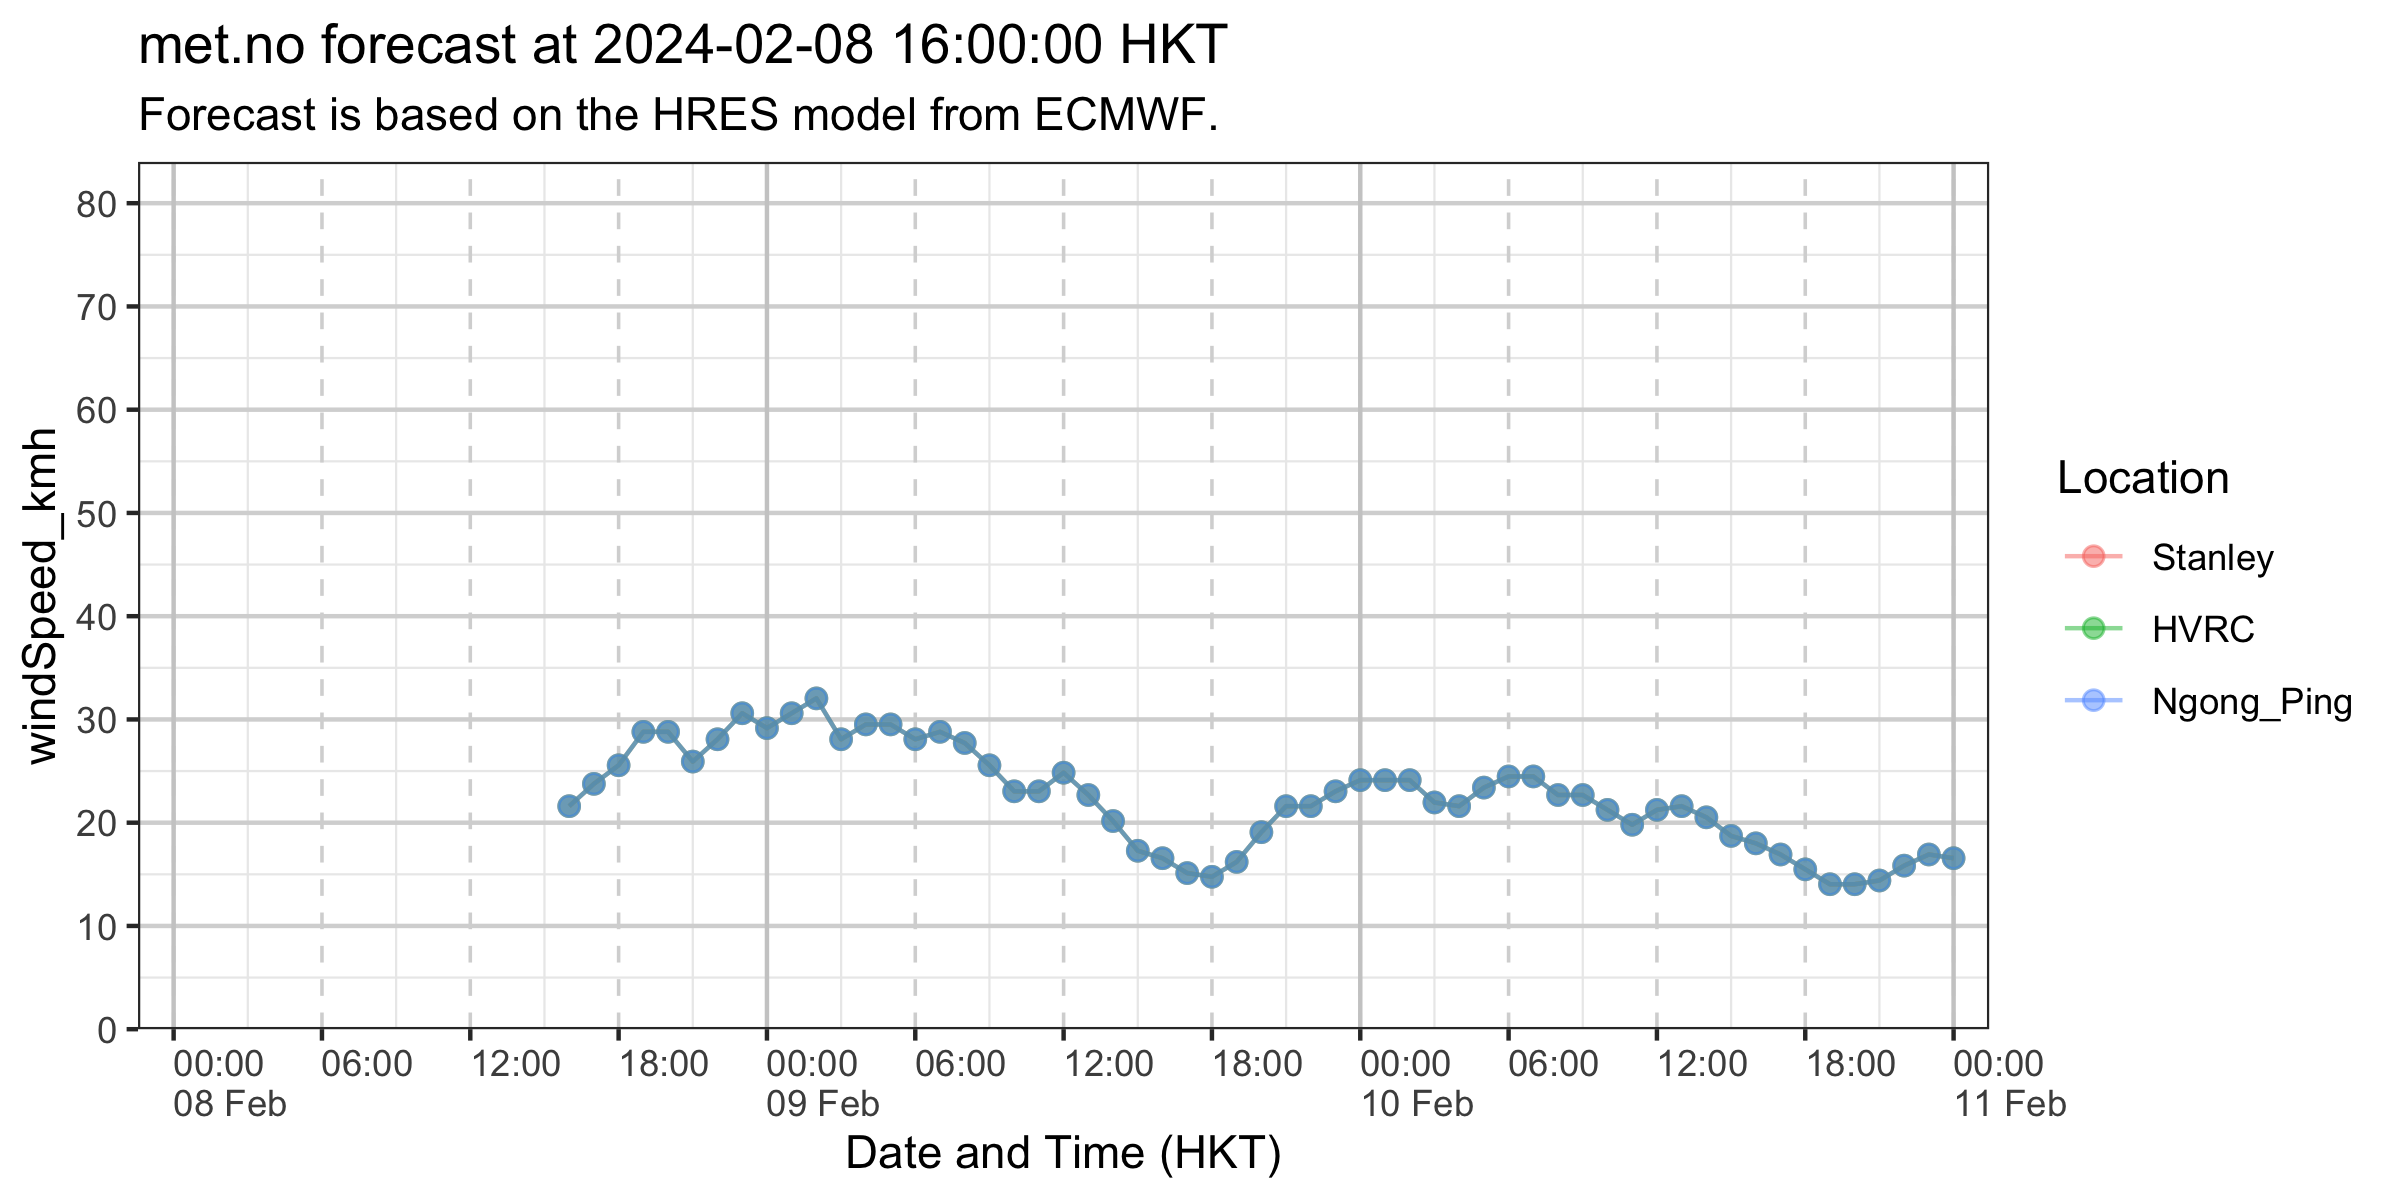 met.no forecast at 2024-02-08 16:00:00 HKT
Forecast is based on the HRES model from ECMWF.
windSpeed_kmh
80
70
60
50
40
30
20
10
0
00:00 06:00 12:00 18:00 00:00 06:00 12:00 18:00 00:00 06:00 12:00 18:00 00:00
08 Feb 09 Feb 10 Feb 11 Feb
Date and Time (HKT)
Location
Stanley
HVRC
Ngong_Ping